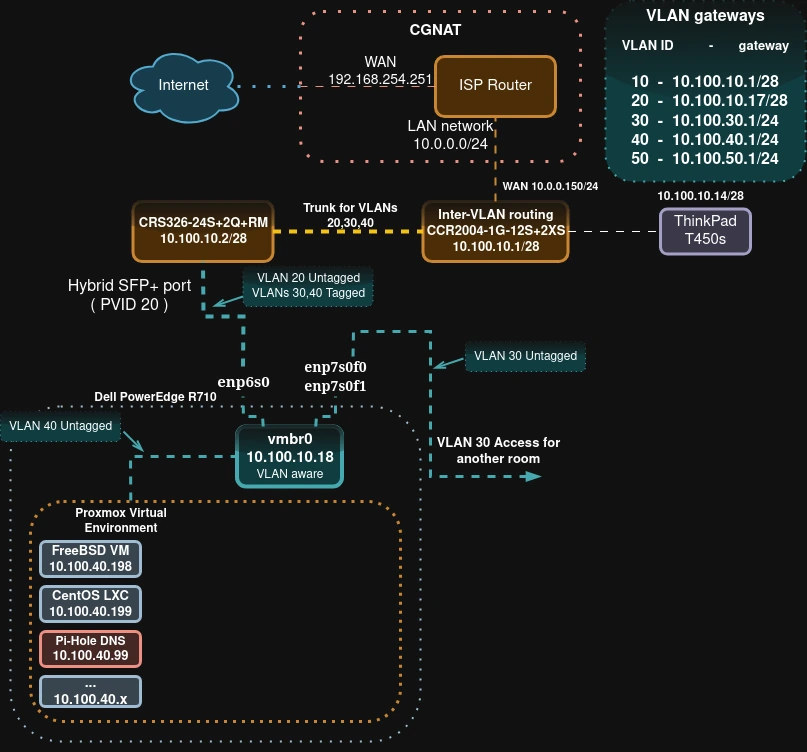 CGNAT
WAN
192.168.254.251
ISP Router
LAN network
10.0.0.0/24
Internet
VLAN gateways
VLAN ID - gateway
10 - 10.100.10.1/28
20 - 10.100.10.17/28
30 - 10.100.30.1/24
40 - 10.100.40.1/24
50 - 10.100.50.1/24
WAN 10.0.0.150/24
10.100.10.14/28
ThinkPad
T450s
CRS326-24S+2Q+RM
10.100.10.2/28
Trunk for VLANs
20,30,40
Inter-VLAN routing
CCR2004-1G-12S+2XS
10.100.10.1/28
Hybrid SFP+ port
( PVID 20 )
VLAN 20 Untagged
VLANs 30,40 Tagged
VLAN 30 Untagged
enp6s0
enp7s0f0
enp7s0f1
Dell PowerEdge R710
VLAN 40 Untagged
vmbr0
10.100.10.18
VLAN aware
VLAN 30 Access for
another room
Proxmox Virtual
Environment
FreeBSD VM
10.100.40.198
CentOS LXC
10.100.40.199
Pi-Hole DNS
10.100.40.99
...
10.100.40.x